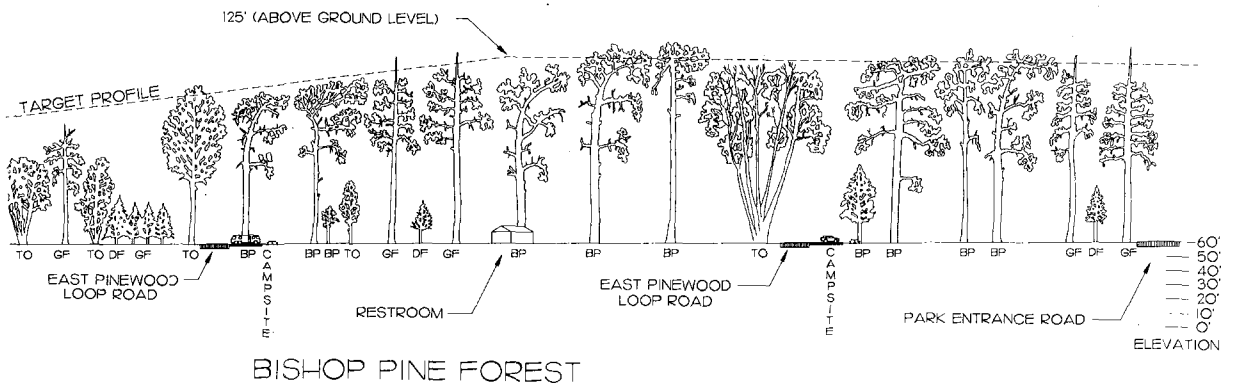 125' (ABOVE GROUND LEVEL)
TARGET PROFILE
TO GF TO DF GF TO BP CAMPSITE BP BP TO GF DF GF BP BP BP TO CAMPSITE BP BP BP BP GF DF GF
EAST PINEWOOD
LOOP ROAD
RESTROOM
EAST PINEWOOD
LOOP ROAD
PARK ENTRANCE ROAD
60'
50'
40'
30'
20'
10'
0'
ELEVATION
BISHOP PINE FOREST